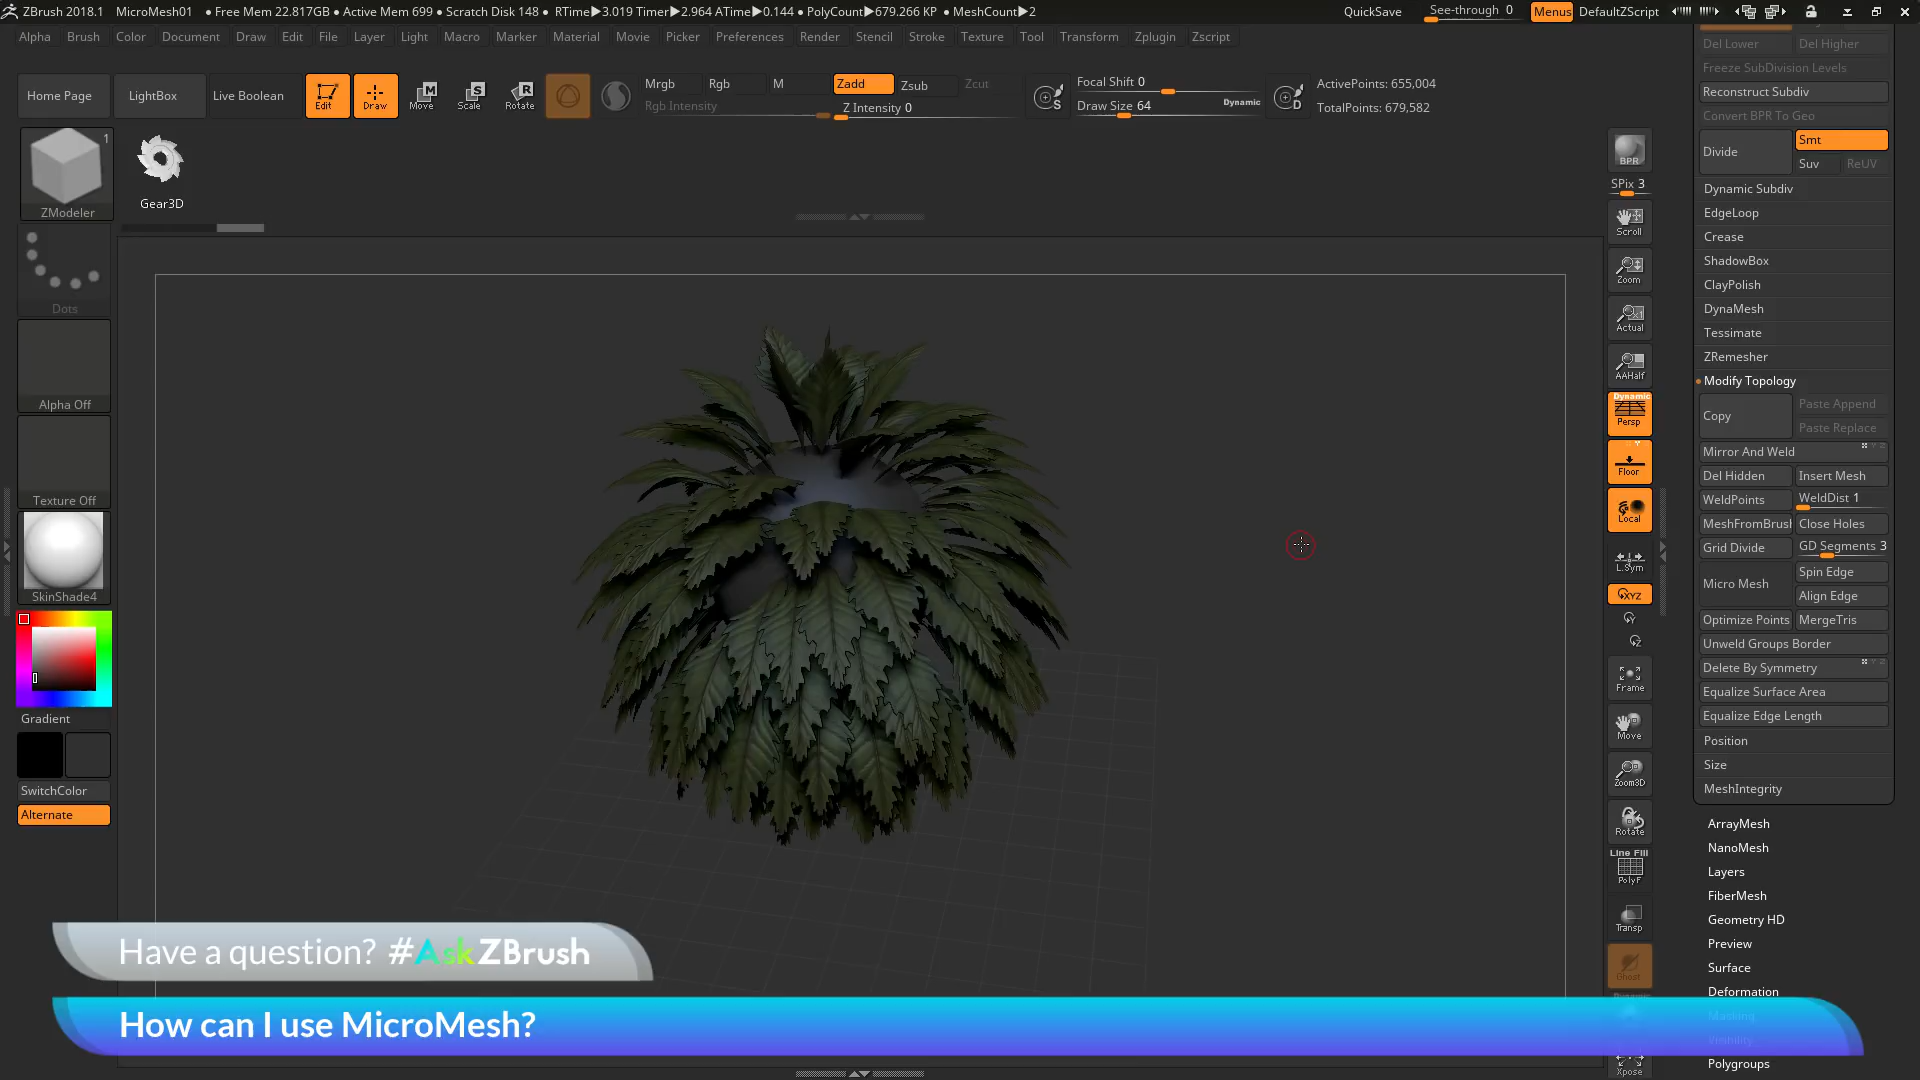 ZBrush 2018.1 MicroMesh01 ● Free Mem 22.817GB ● Active Mem 699 ● Scratch Disk 148 ● RTime▶3.019 Timer▶2.964 ATime▶0.144 ● PolyCount▶679.266 KP ● MeshCount▶2 QuickSave See-through 0 Menus DefaultZScript
Alpha Brush Color Document Draw Edit File Layer Light Macro Marker Material Movie Picker Preferences Render Stencil Stroke Texture Tool Transform Zplugin Zscript
Home Page LightBox Live Boolean Edit Draw Move Scale Rotate
Mrgb Rgb M Zadd Zsub Zcut
Rgb Intensity Z Intensity 0
S
Focal Shift 0
Draw Size 64 Dynamic
D
ActivePoints: 655,004
TotalPoints: 679,582
1
ZModeler
Gear3D
Dots
Alpha Off
Texture Off
SkinShade4
Gradient
SwitchColor
Alternate
BPR
SPix 3
Scroll
Zoom
Actual
AAHalf
Dynamic
Persp
Floor
Local
L.Sym
XYZ
Y
Z
Frame
Move
Zoom3D
Rotate
Line Fill
PolyF
Transp
Ghost
Xpose
Del Lower Del Higher
Freeze SubDivision Levels
Reconstruct Subdiv
Convert BPR To Geo
Divide Smt
Suv ReUV
Dynamic Subdiv
EdgeLoop
Crease
ShadowBox
ClayPolish
DynaMesh
Tessimate
ZRemesher
Modify Topology
Copy Paste Append
Paste Replace
Mirror And Weld
Del Hidden Insert Mesh
WeldPoints WeldDist 1
MeshFromBrush Close Holes
Grid Divide GD Segments 3
Micro Mesh Spin Edge
Align Edge
Optimize Points MergeTris
Unweld Groups Border
Delete By Symmetry
Equalize Surface Area
Equalize Edge Length
Position
Size
MeshIntegrity
ArrayMesh
NanoMesh
Layers
FiberMesh
Geometry HD
Preview
Surface
Deformation
Masking
Visibility
Polygroups
Have a question? #AskZBrush
How can I use MicroMesh?